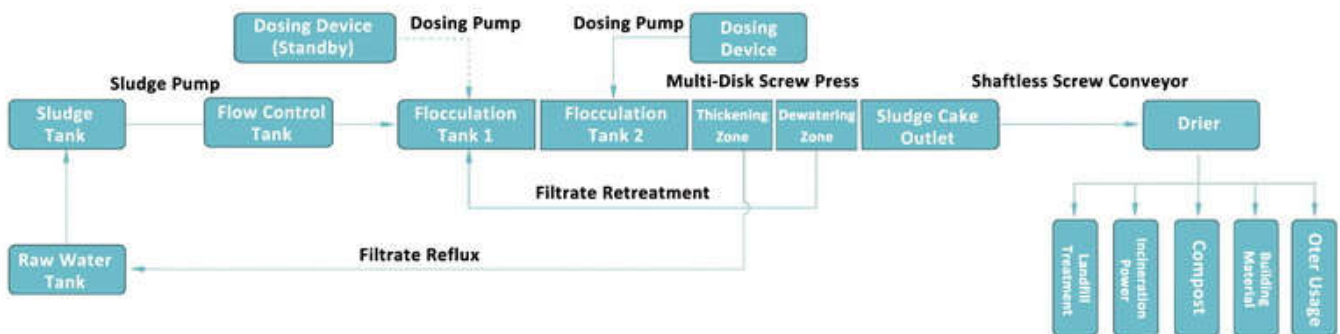 Dosing Device
(Standby)
Dosing Pump
Dosing Pump
Dosing
Device
Sludge Pump
Multi-Disk Screw Press
Shaftless Screw Conveyor
Sludge
Tank
Flow Control
Tank
Flocculation
Tank 1
Flocculation
Tank 2
Thickening
Zone
Dewatering
Zone
Sludge Cake
Outlet
Drier
Filtrate Retreatment
Filtrate Reflux
Raw Water
Tank
Landfill
Treatment
Incineration
Power
Compost
Building
Material
Oter Usage